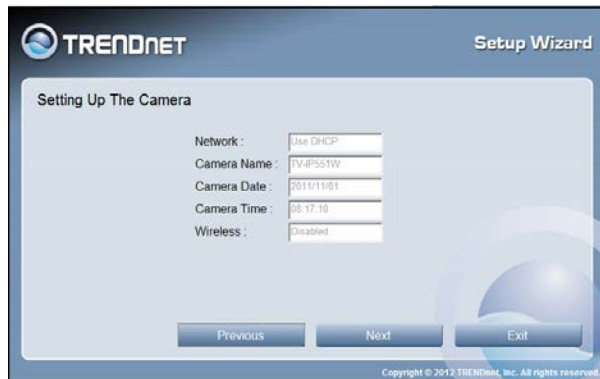 TRENDNET
Setup Wizard
Setting Up The Camera
Network : Use DHCP
Camera Name : TV-IP551W
Camera Date : 2011/11/01
Camera Time : 08:17:10
Wireless : Disabled
Previous Next Exit
Copyright © 2012 TRENDnet, Inc. All rights reserved.